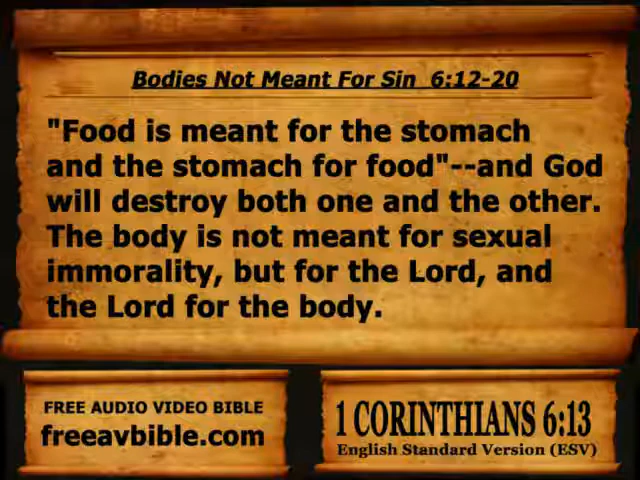 Bodies Not Meant For Sin  6:12-20
"Food is meant for the stomach
and the stomach for food"--and God
will destroy both one and the other.
The body is not meant for sexual
immorality, but for the Lord, and
the Lord for the body.
FREE AUDIO VIDEO BIBLE
freeavbible.com
1 CORINTHIANS 6:13
English Standard Version (ESV)